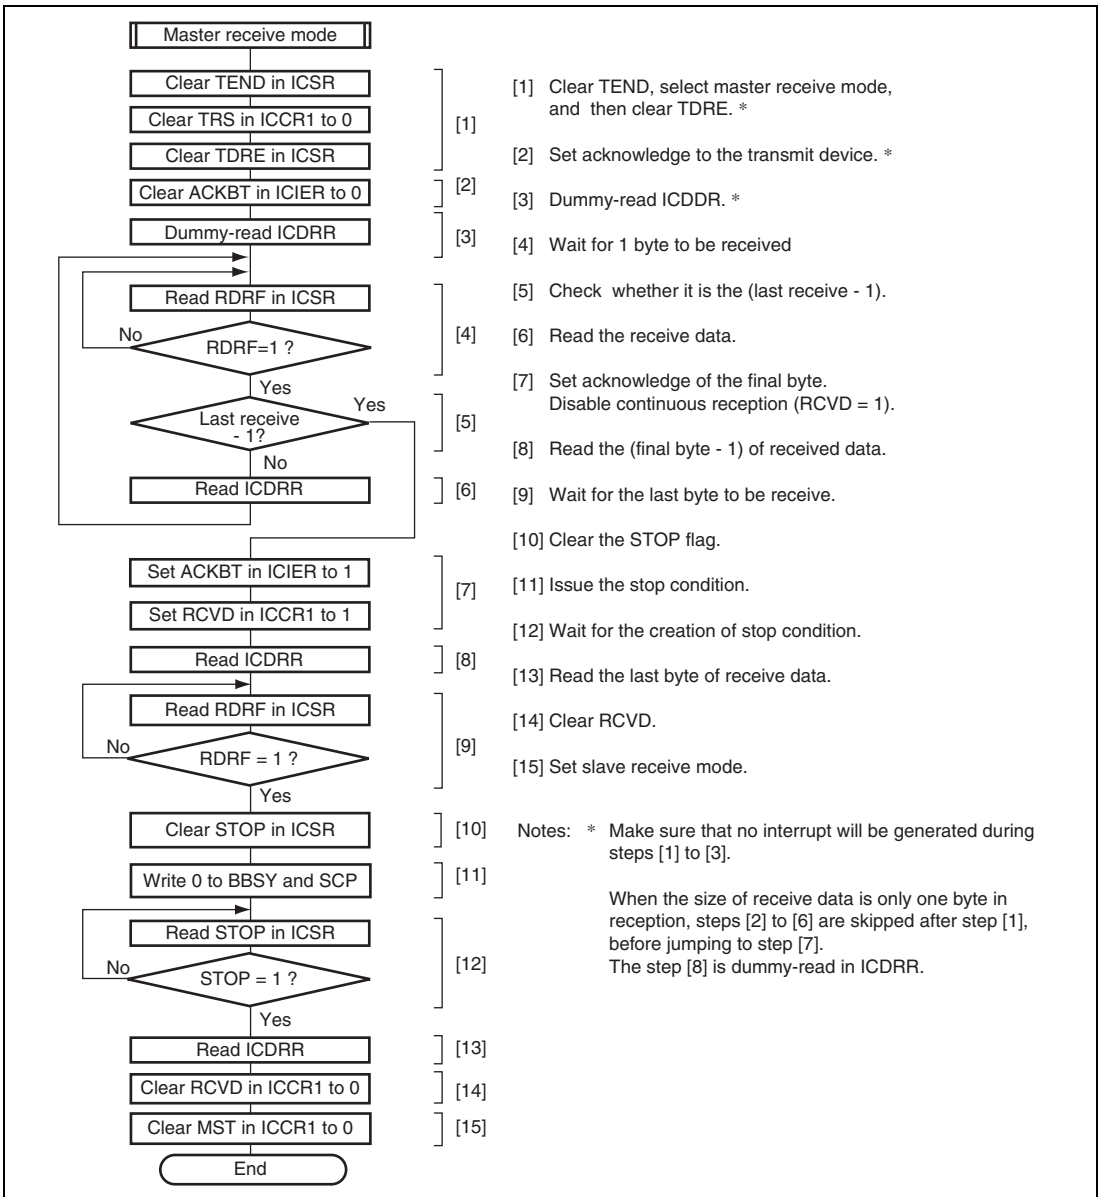 Master receive mode
Clear TEND in ICSR
Clear TRS in ICCR1 to 0
Clear TDRE in ICSR
[1]
Clear ACKBT in ICIER to 0
[2]
Dummy-read ICDRR
[3]
Read RDRF in ICSR
No
RDRF=1 ?
[4]
Yes
Last receive
- 1?
Yes
[5]
No
Read ICDRR
[6]
Set ACKBT in ICIER to 1
[7]
Set RCVD in ICCR1 to 1
Read ICDRR
[8]
Read RDRF in ICSR
No
RDRF = 1 ?
[9]
Yes
Clear STOP in ICSR
[10]
Write 0 to BBSY and SCP
[11]
Read STOP in ICSR
No
STOP = 1 ?
[12]
Yes
Read ICDRR
[13]
Clear RCVD in ICCR1 to 0
[14]
Clear MST in ICCR1 to 0
[15]
End
[1] Clear TEND, select master receive mode,
and then clear TDRE. *
[2] Set acknowledge to the transmit device. *
[3] Dummy-read ICDDR. *
[4] Wait for 1 byte to be received
[5] Check whether it is the (last receive - 1).
[6] Read the receive data.
[7] Set acknowledge of the final byte.
Disable continuous reception (RCVD = 1).
[8] Read the (final byte - 1) of received data.
[9] Wait for the last byte to be receive.
[10] Clear the STOP flag.
[11] Issue the stop condition.
[12] Wait for the creation of stop condition.
[13] Read the last byte of receive data.
[14] Clear RCVD.
[15] Set slave receive mode.
Notes: * Make sure that no interrupt will be generated during
steps [1] to [3].
When the size of receive data is only one byte in
reception, steps [2] to [6] are skipped after step [1],
before jumping to step [7].
The step [8] is dummy-read in ICDRR.